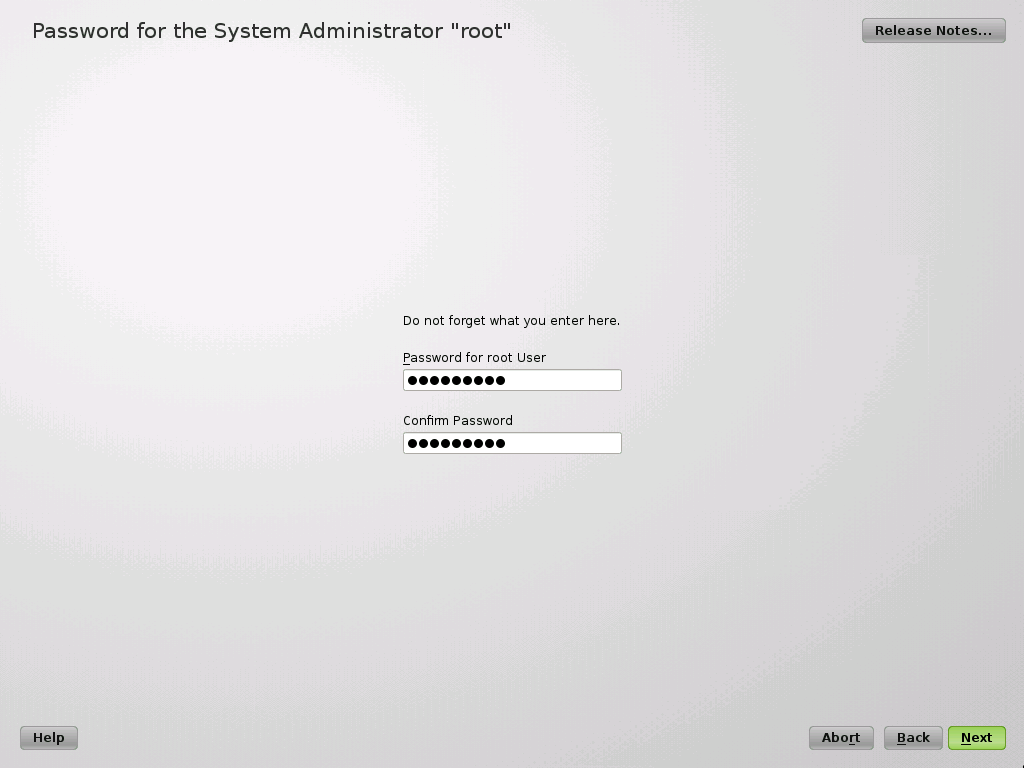 Password for the System Administrator "root"
Release Notes...
Do not forget what you enter here.
Password for root User
●●●●●●●●●
Confirm Password
●●●●●●●●●
Help
Abort
Back
Next